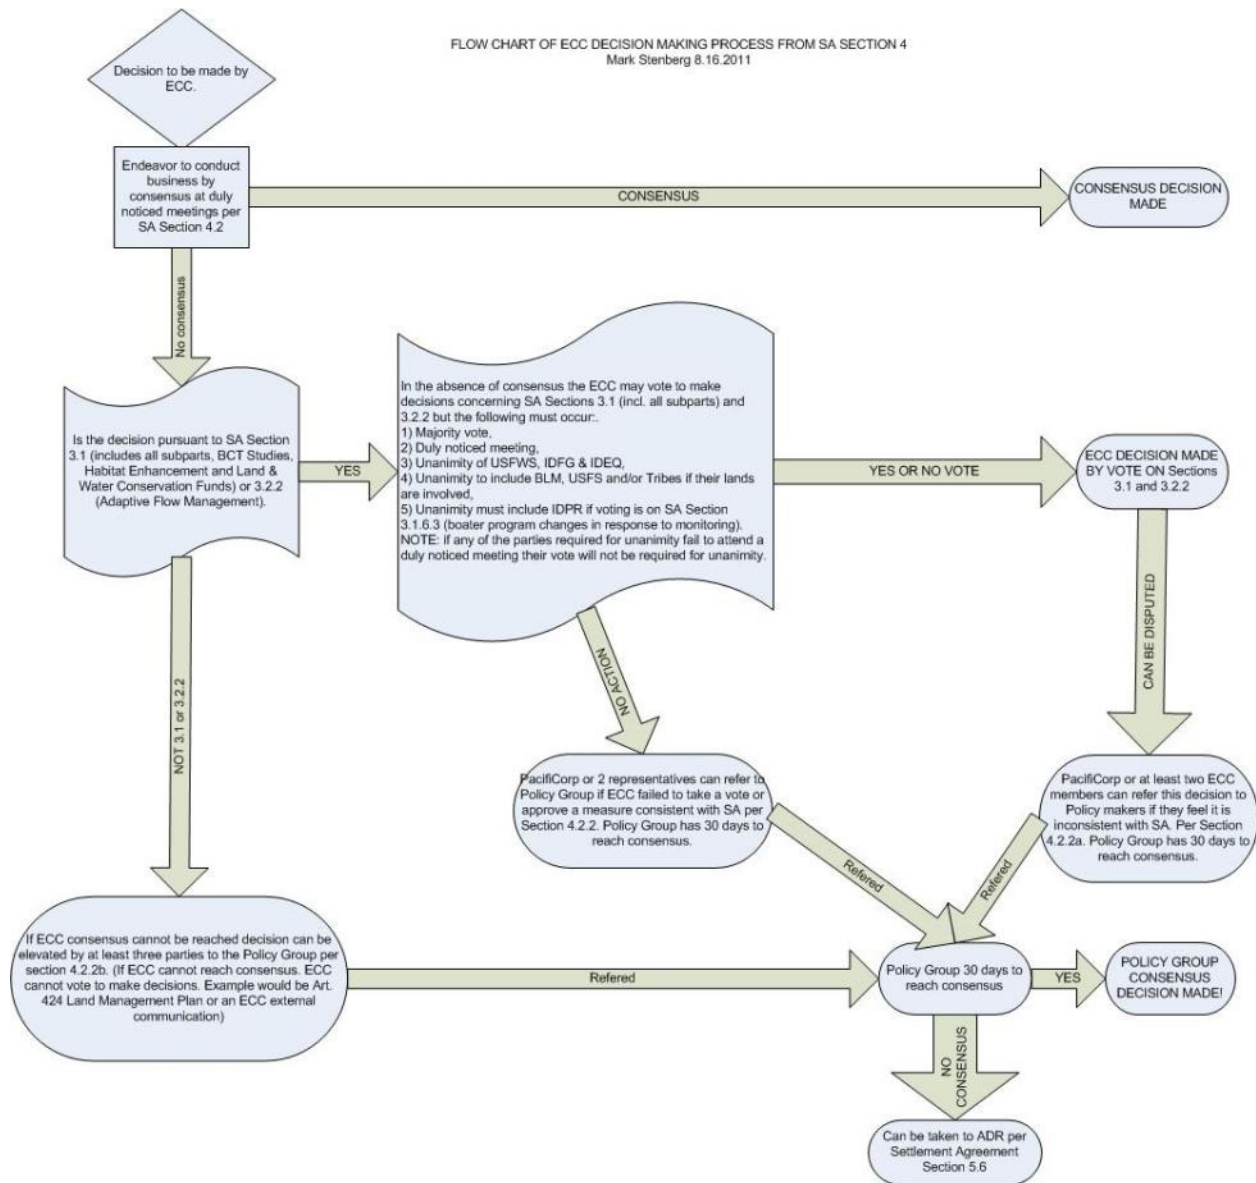 FLOW CHART OF ECC DECISION MAKING PROCESS FROM SA SECTION 4
Mark Stenberg 8.16.2011
Decision to be made by
ECC.
Endeavor to conduct
business by
consensus at duly
noticed meetings per
SA Section 4.2
CONSENSUS
CONSENSUS DECISION
MADE
No consensus
Is the decision pursuant to SA Section
3.1 (includes all subparts, BCT Studies,
Habitat Enhancement and Land &
Water Conservation Funds) or 3.2.2
(Adaptive Flow Management).
YES
In the absence of consensus the ECC may vote to make
decisions concerning SA Sections 3.1 (incl. all subparts) and
3.2.2 but the following must occur:.
1) Majority vote,
2) Duly noticed meeting,
3) Unanimity of USFWS, IDFG & IDEQ,
4) Unanimity to include BLM, USFS and/or Tribes if their lands
are involved,
5) Unanimity must include IDPR if voting is on SA Section
3.1.6.3 (boater program changes in response to monitoring).
NOTE: if any of the parties required for unanimity fail to attend a
duly noticed meeting their vote will not be required for unanimity.
YES OR NO VOTE
ECC DECISION MADE
BY VOTE ON Sections
3.1 and 3.2.2
NOT 3.1 or 3.2.2
NO ACTION
CAN BE DISPUTED
PacifiCorp or 2 representatives can refer to
Policy Group if ECC failed to take a vote or
approve a measure consistent with SA per
Section 4.2.2. Policy Group has 30 days to
reach consensus.
PacifiCorp or at least two ECC
members can refer this decision to
Policy makers if they feel it is
inconsistent with SA. Per Section
4.2.2a. Policy Group has 30 days to
reach consensus.
Refered
Refered
If ECC consensus cannot be reached decision can be
elevated by at least three parties to the Policy Group per
section 4.2.2b. (If ECC cannot reach consensus. ECC
cannot vote to make decisions. Example would be Art.
424 Land Management Plan or an ECC external
communication)
Refered
Policy Group 30 days to
reach consensus
YES
POLICY GROUP
CONSENSUS
DECISION MADE!
NO
CONSENSUS
Can be taken to ADR per
Settlement Agreement
Section 5.6